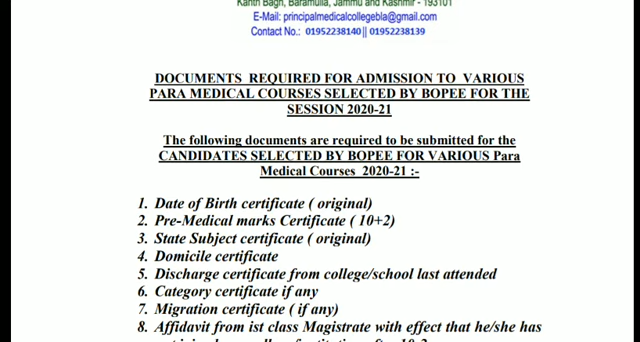 Kanth Bagh, Baramulla, Jammu and Kashmir - 193101
E-Mail: principalmedicalcollegebla@gmail.com
Contact No.: 01952238140 || 01952238139
DOCUMENTS REQUIRED FOR ADMISSION TO VARIOUS
PARA MEDICAL COURSES SELECTED BY BOPEE FOR THE
SESSION 2020-21
The following documents are required to be submitted for the
CANDIDATES SELECTED BY BOPEE FOR VARIOUS Para
Medical Courses 2020-21 :-
1. Date of Birth certificate ( original)
2. Pre-Medical marks Certificate ( 10+2)
3. State Subject certificate ( original)
4. Domicile certificate
5. Discharge certificate from college/school last attended
6. Category certificate if any
7. Migration certificate ( if any)
8. Affidavit from ist class Magistrate with effect that he/she has